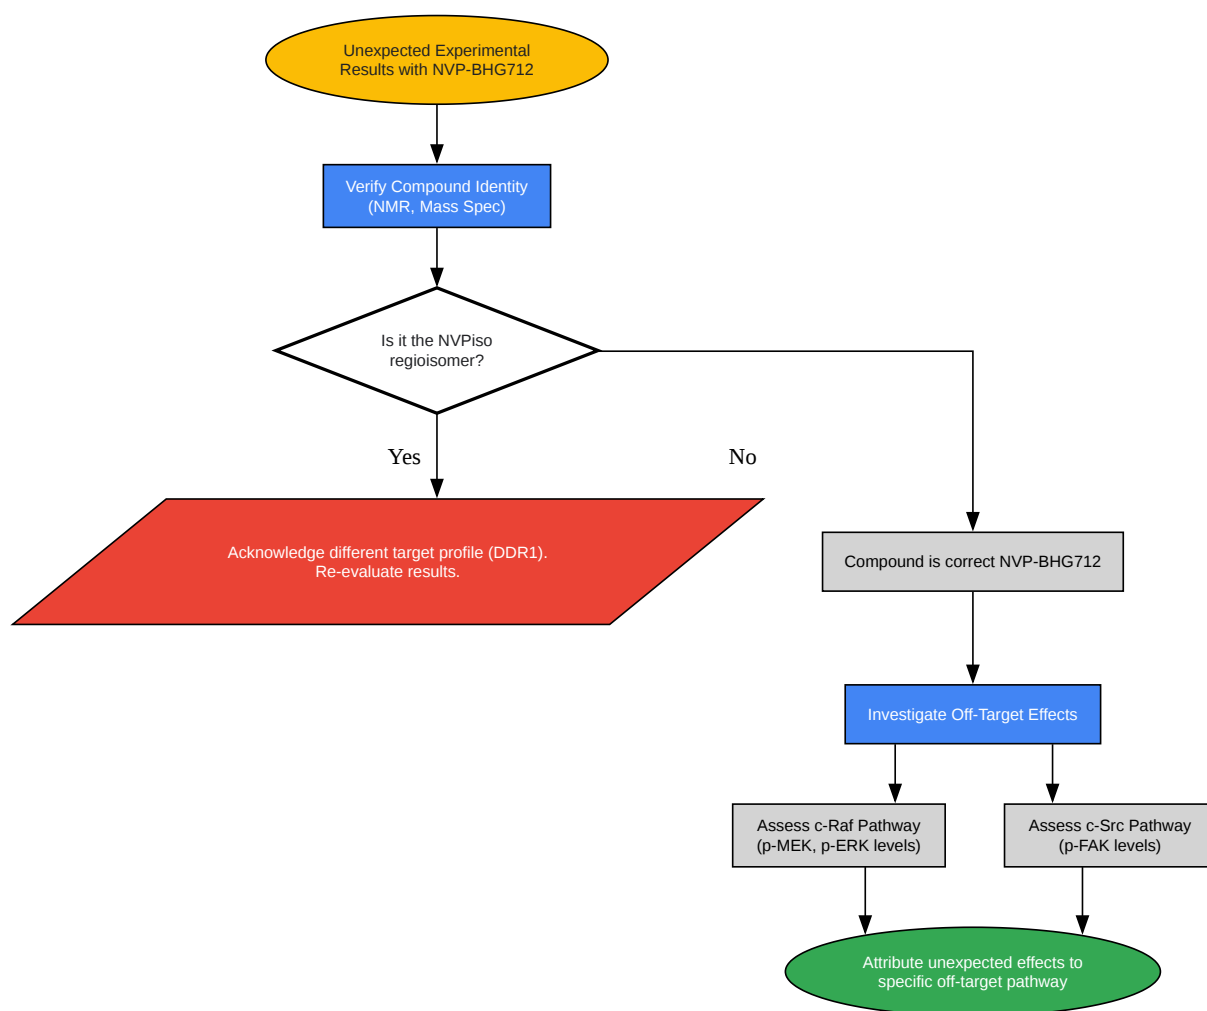 Unexpected Experimental
Results with NVP-BHG712
Verify Compound Identity
(NMR, Mass Spec)
Is it the NVPiso
regioisomer?
Yes
No
Acknowledge different target profile (DDR1).
Re-evaluate results.
Compound is correct NVP-BHG712
Investigate Off-Target Effects
Assess c-Raf Pathway
(p-MEK, p-ERK levels)
Assess c-Src Pathway
(p-FAK levels)
Attribute unexpected effects to
specific off-target pathway